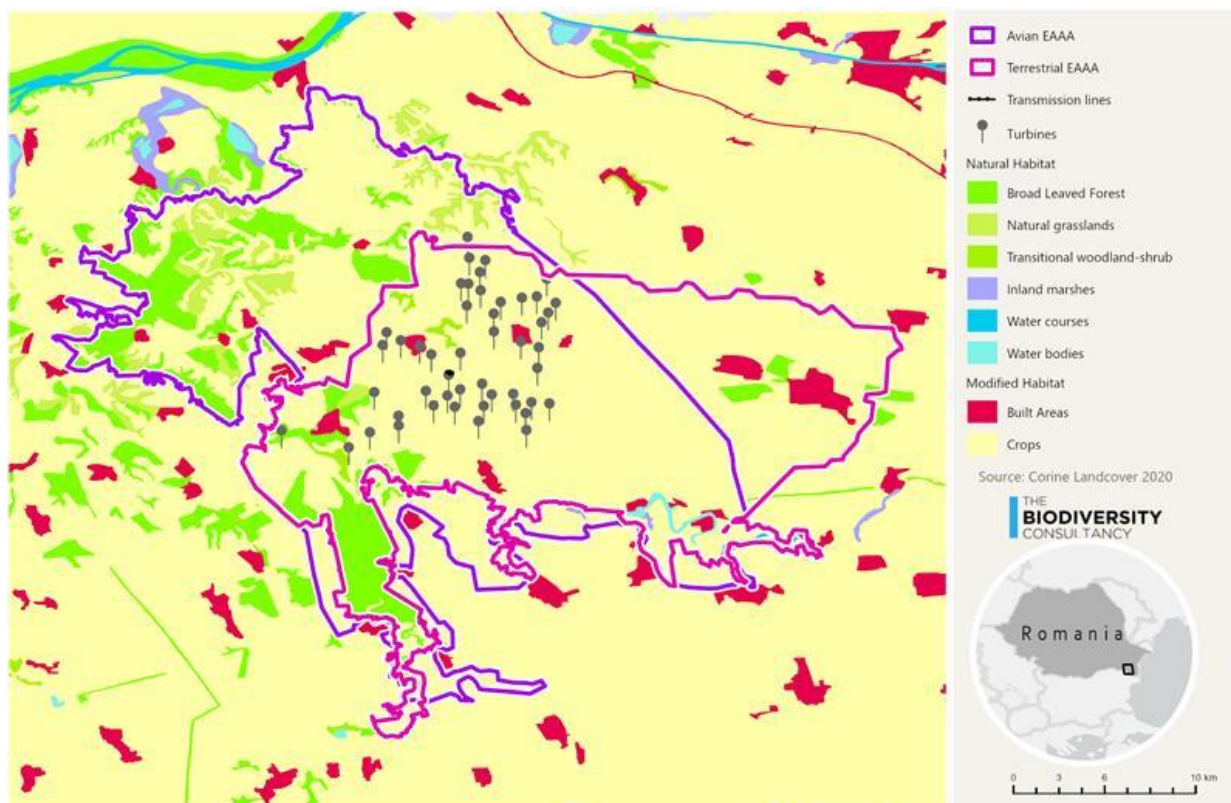 Avian EAAA
Terrestrial EAAA
Transmission lines
Turbines
Natural Habitat
Broad Leaved Forest
Natural grasslands
Transitional woodland-shrub
Inland marshes
Water courses
Water bodies
Modified Habitat
Built Areas
Crops
Source: Corine Landcover 2020
THE
BIODIVERSITY
CONSULTANCY
Romania
0 3 6 10 km